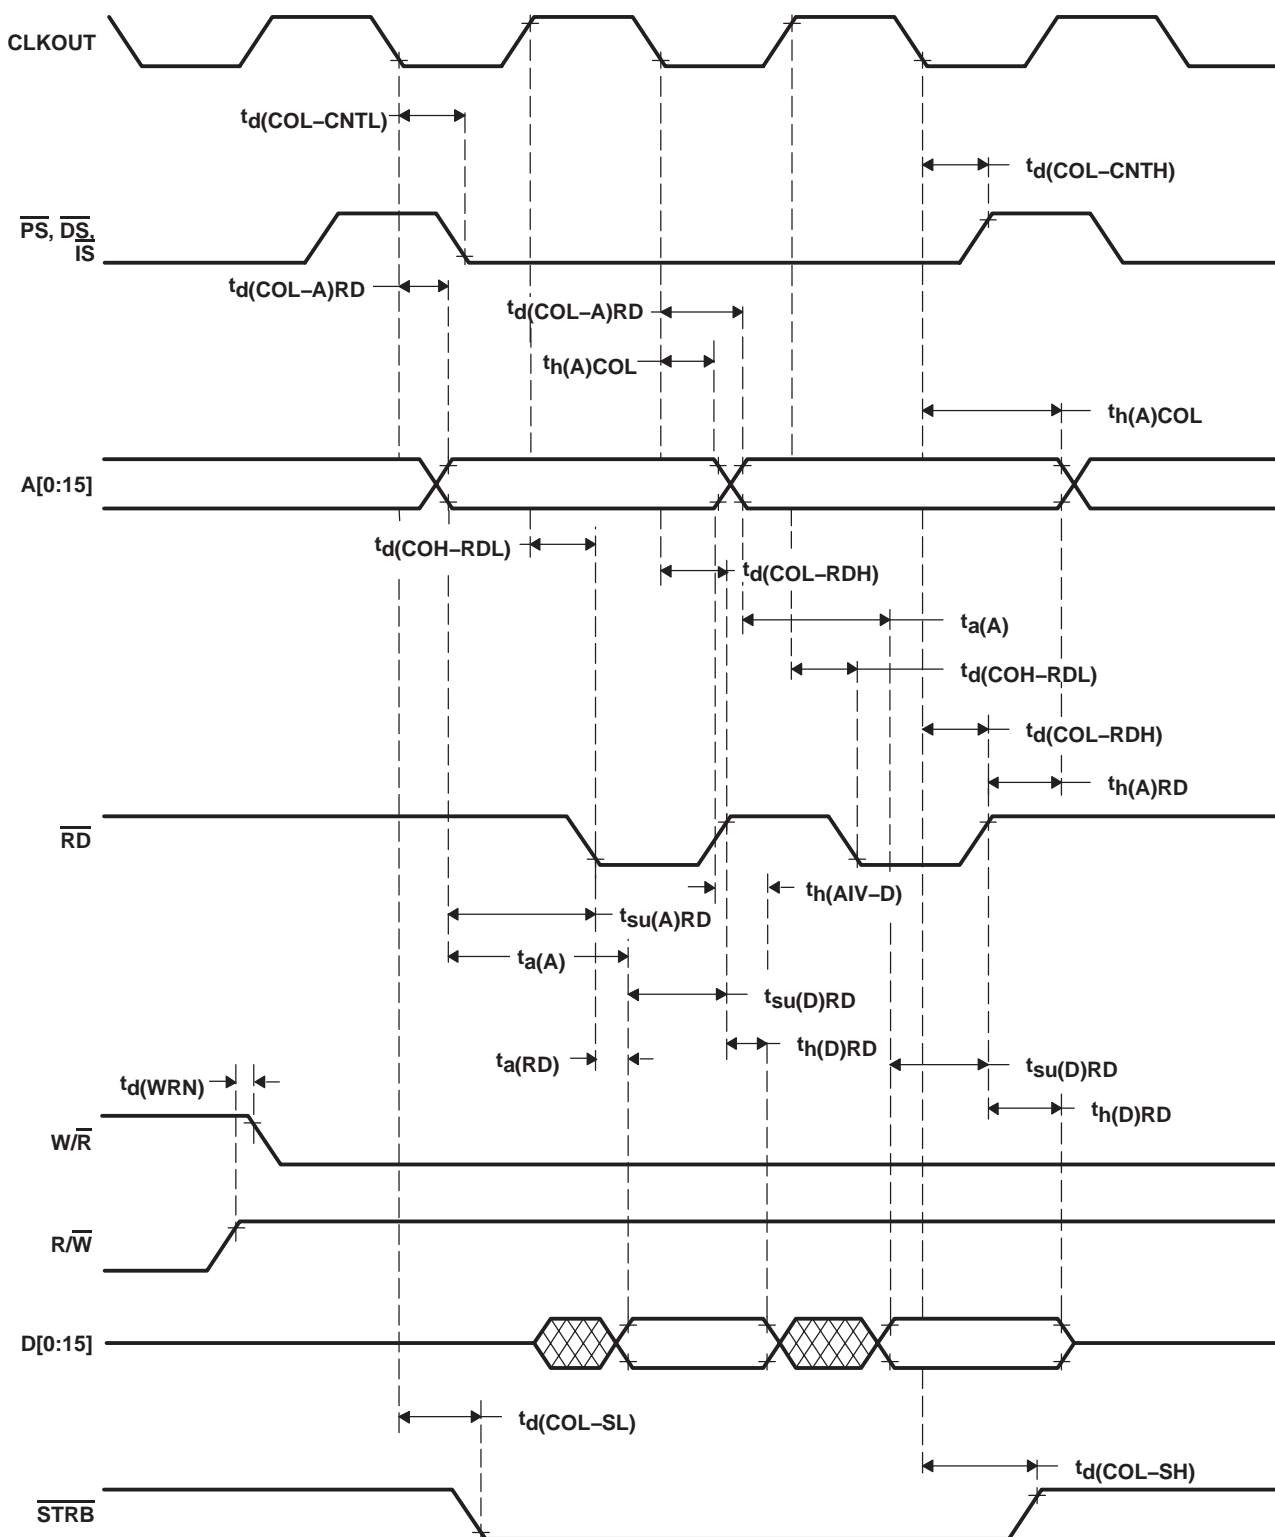 CLKOUT
td(COL–CNTL)
td(COL–CNTH)
PS, DS,
IS
td(COL–A)RD
td(COL–A)RD
th(A)COL
th(A)COL
A[0:15]
td(COH–RDL)
td(COL–RDH)
ta(A)
td(COH–RDL)
td(COL–RDH)
th(A)RD
RD
th(AIV–D)
tsu(A)RD
ta(A)
tsu(D)RD
th(D)RD
ta(RD)
tsu(D)RD
td(WRN)
th(D)RD
W/R
R/W
D[0:15]
td(COL–SL)
td(COL–SH)
STRB